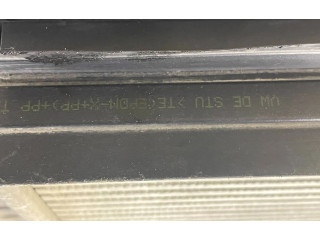 VW DE STU >TE(EPDM-X+PP)+PP